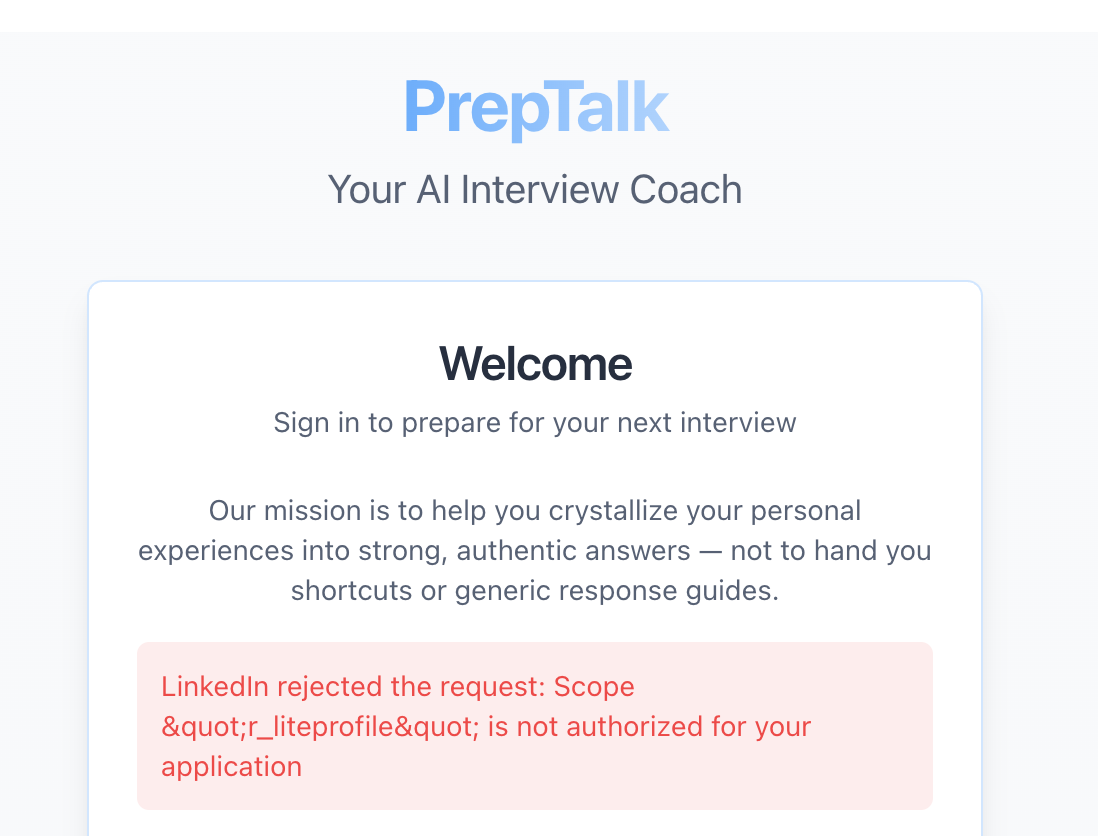 PrepTalk
Your AI Interview Coach
Welcome
Sign in to prepare for your next interview
Our mission is to help you crystallize your personal
experiences into strong, authentic answers — not to hand you
shortcuts or generic response guides.
LinkedIn rejected the request: Scope
&quot;r_liteprofile&quot; is not authorized for your
application